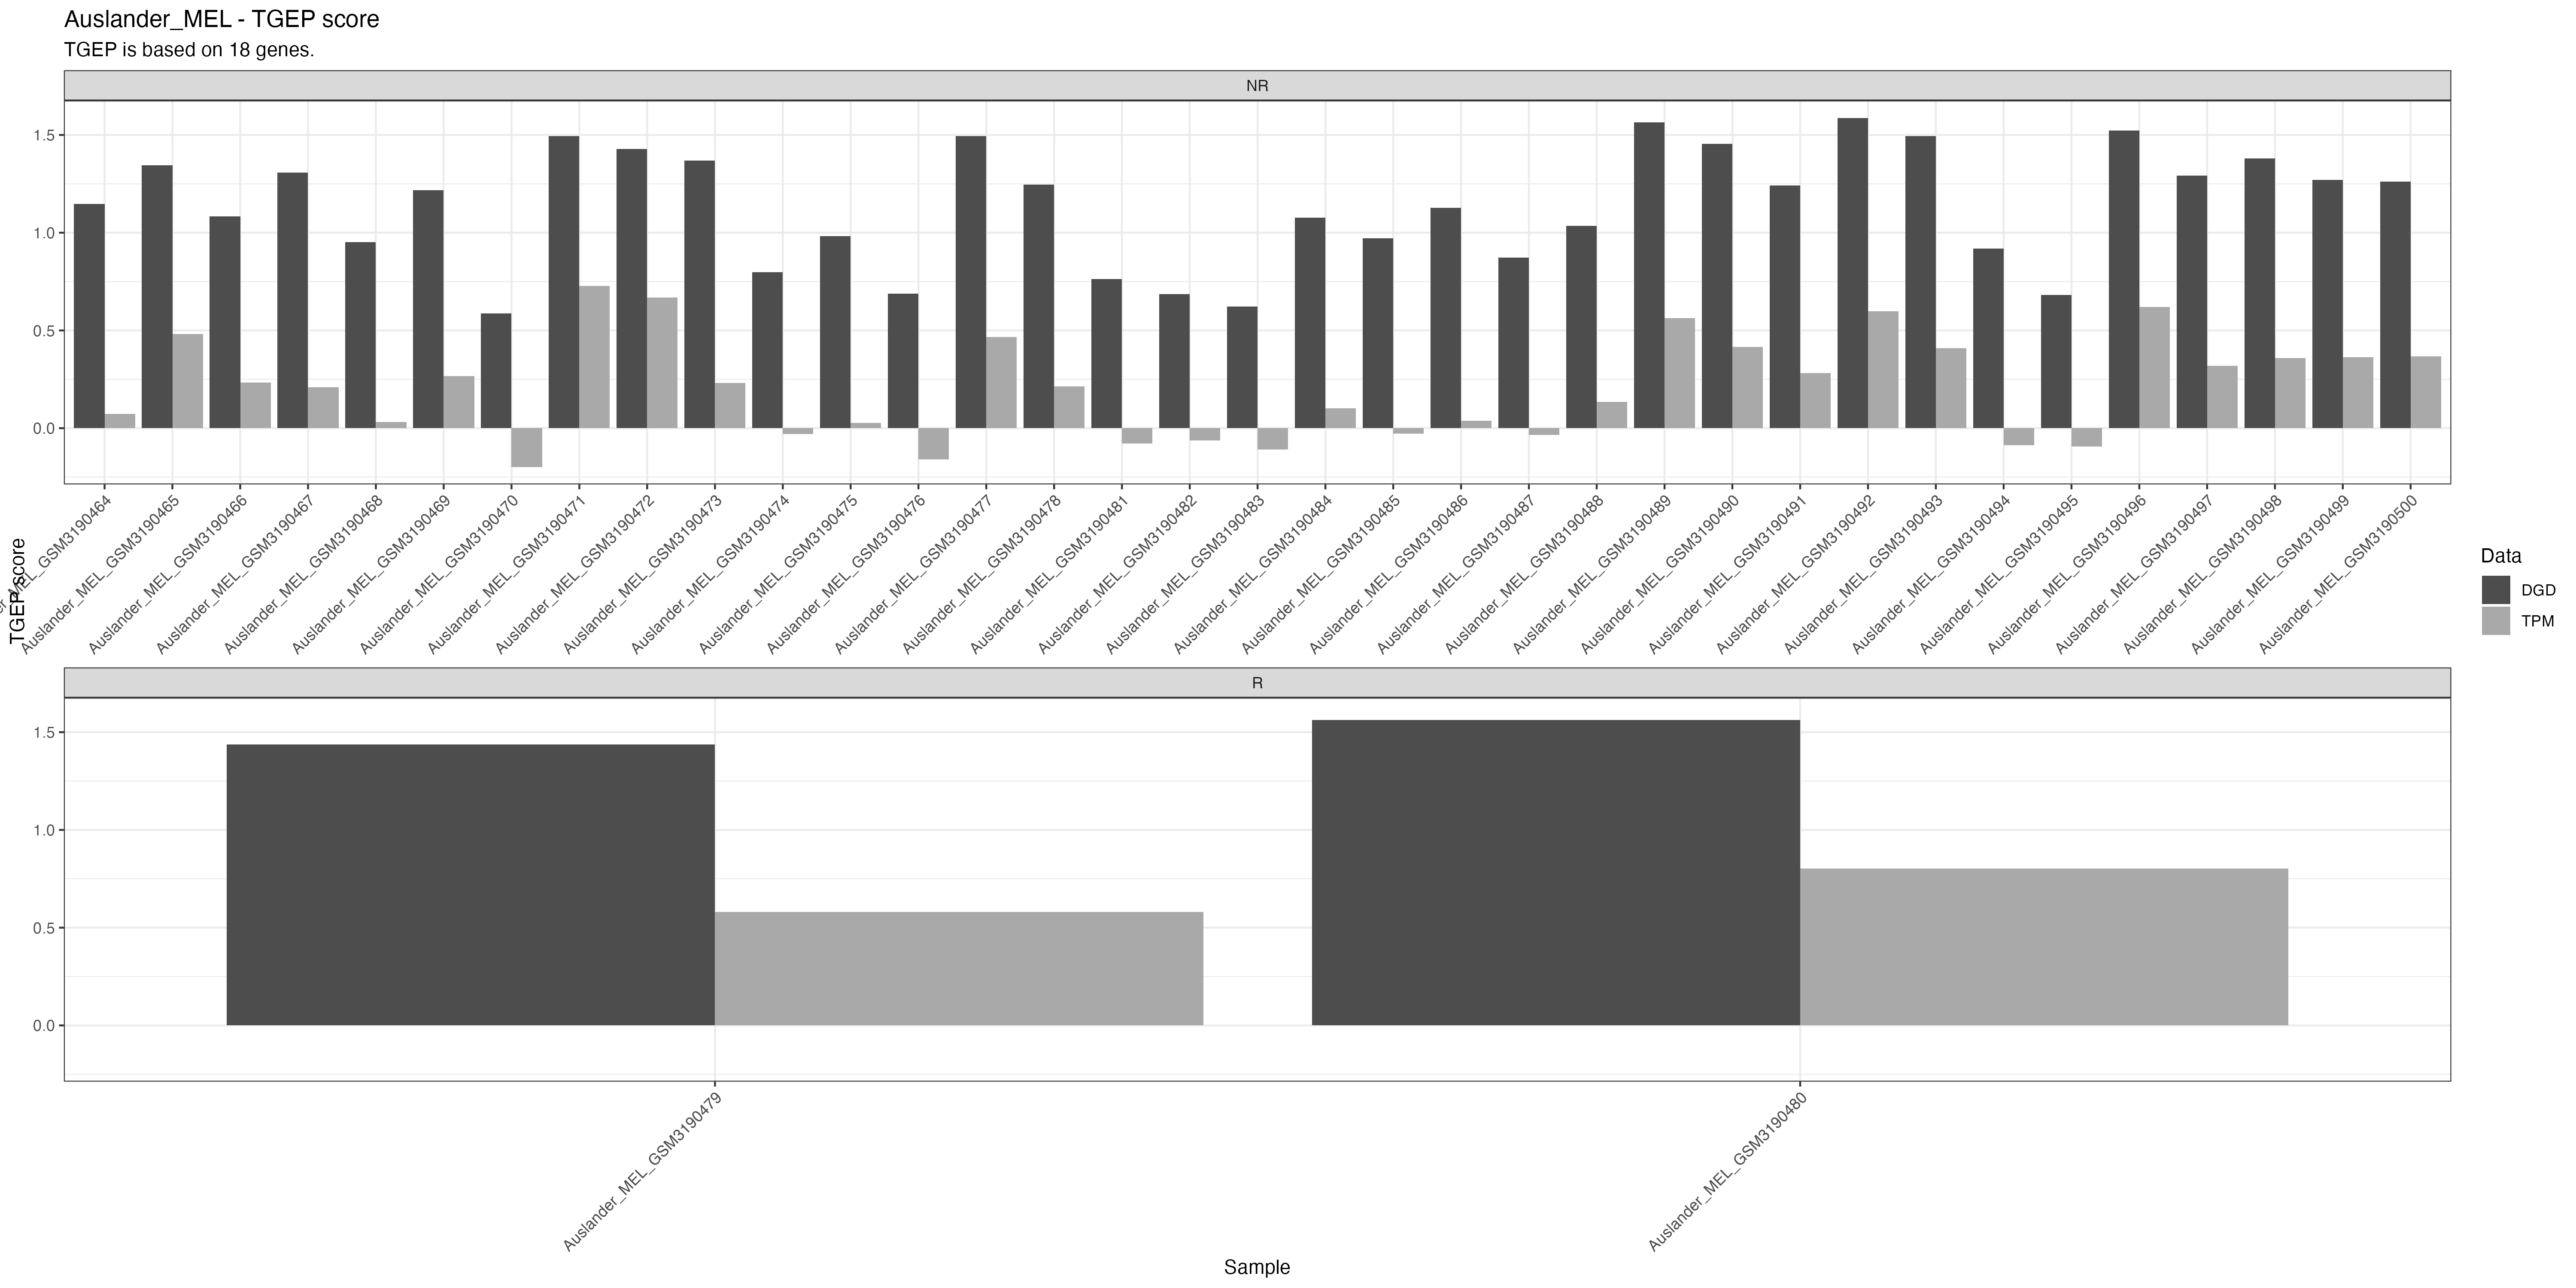 Auslander_MEL - TGEP score
TGEP is based on 18 genes.
NR
1.5
1.0
0.5
0.0
Auslander_MEL_GSM3190465
Auslander_MEL_GSM3190466
Auslander_MEL_GSM3190467
Auslander_MEL_GSM3190468
Auslander_MEL_GSM3190469
Auslander_MEL_GSM3190470
Auslander_MEL_GSM3190471
Auslander_MEL_GSM3190472
Auslander_MEL_GSM3190473
Auslander_MEL_GSM3190474
Auslander_MEL_GSM3190475
Auslander_MEL_GSM3190476
Auslander_MEL_GSM3190477
Auslander_MEL_GSM3190478
Auslander_MEL_GSM3190481
Auslander_MEL_GSM3190482
Auslander_MEL_GSM3190483
Auslander_MEL_GSM3190484
Auslander_MEL_GSM3190485
Auslander_MEL_GSM3190486
Auslander_MEL_GSM3190487
Auslander_MEL_GSM3190488
Auslander_MEL_GSM3190489
Auslander_MEL_GSM3190490
Auslander_MEL_GSM3190491
Auslander_MEL_GSM3190492
Auslander_MEL_GSM3190493
Auslander_MEL_GSM3190494
Auslander_MEL_GSM3190495
Auslander_MEL_GSM3190496
Auslander_MEL_GSM3190497
Auslander_MEL_GSM3190498
Auslander_MEL_GSM3190499
Auslander_MEL_GSM3190500
TGEP score
R
1.5
1.0
0.5
0.0
Auslander_MEL_GSM3190479
Auslander_MEL_GSM3190480
Sample
Data
DGD
TPM